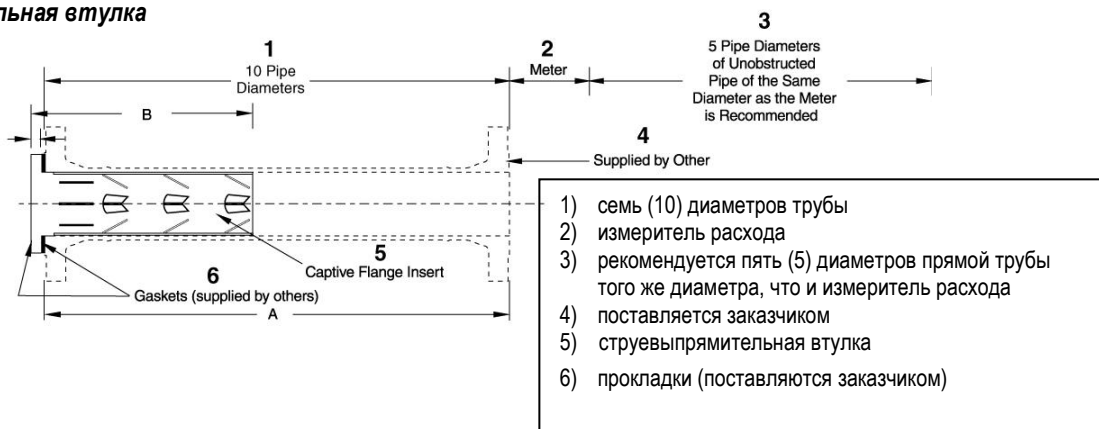 льная втулка
1
10 Pipe
Diameters
2
Meter
3
5 Pipe Diameters
of Unobstructed
Pipe of the Same
Diameter as the Meter
is Recommended
B
4
Supplied by Other
5
Captive Flange Insert
6
Gaskets (supplied by others)
A
1) семь (10) диаметров трубы
2) измеритель расхода
3) рекомендуется пять (5) диаметров прямой трубы
того же диаметра, что и измеритель расхода
4) поставляется заказчиком
5) струевыпрямительная втулка
6) прокладки (поставляются заказчиком)